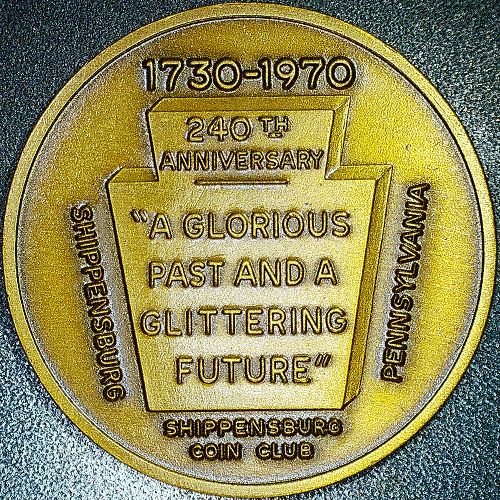 1730-1970
240TH
ANNIVERSARY
"A GLORIOUS
PAST AND A
GLITTERING
FUTURE"
SHIPPENSBURG
PENNSYLVANIA
SHIPPENSBURG
COIN CLUB